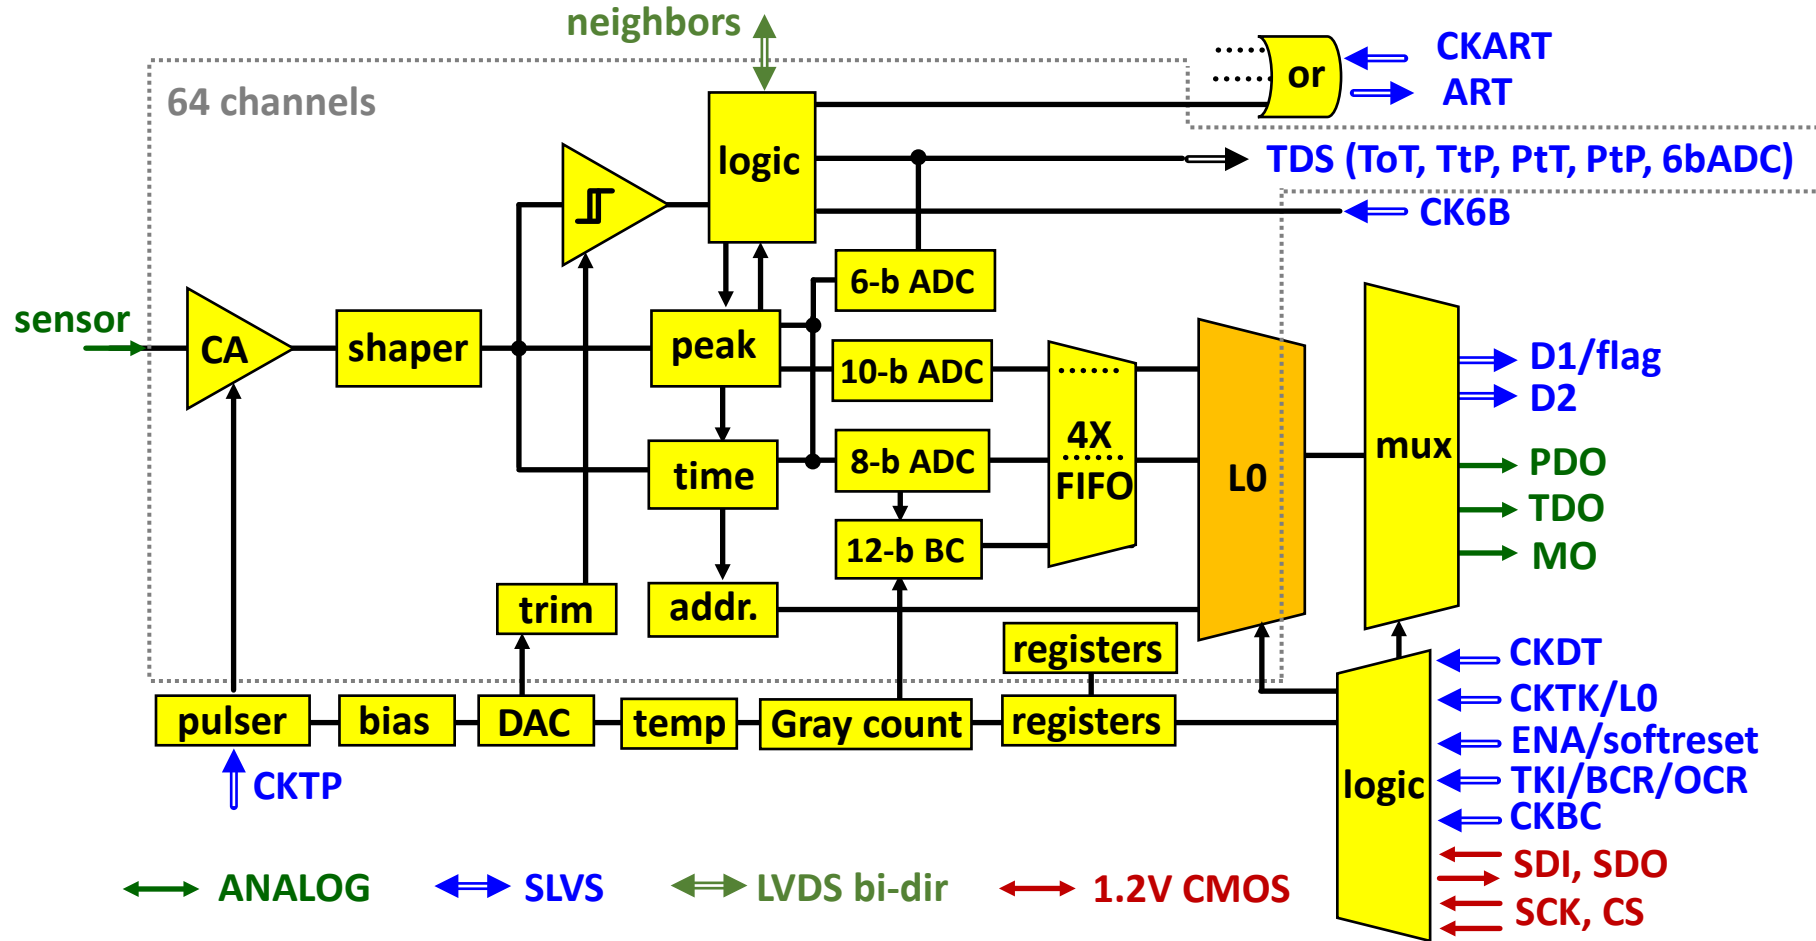 neighbors
CKART
or
ART
64 channels
logic
TDS (ToT, TtP, PtT, PtP, 6bADC)
CK6B
6-b ADC
sensor
CA
shaper
peak
10-b ADC
D1/flag
D2
4X
FIFO
mux
time
8-b ADC
L0
PDO
TDO
12-b BC
MO
trim
addr.
registers
CKDT
pulser
bias
DAC
temp
Gray count
registers
CKTK/L0
ENA/softreset
logic
TKI/BCR/OCR
CKTP
CKBC
SDI, SDO
SCK, CS
ANALOG
SLVS
LVDS bi-dir
1.2V CMOS